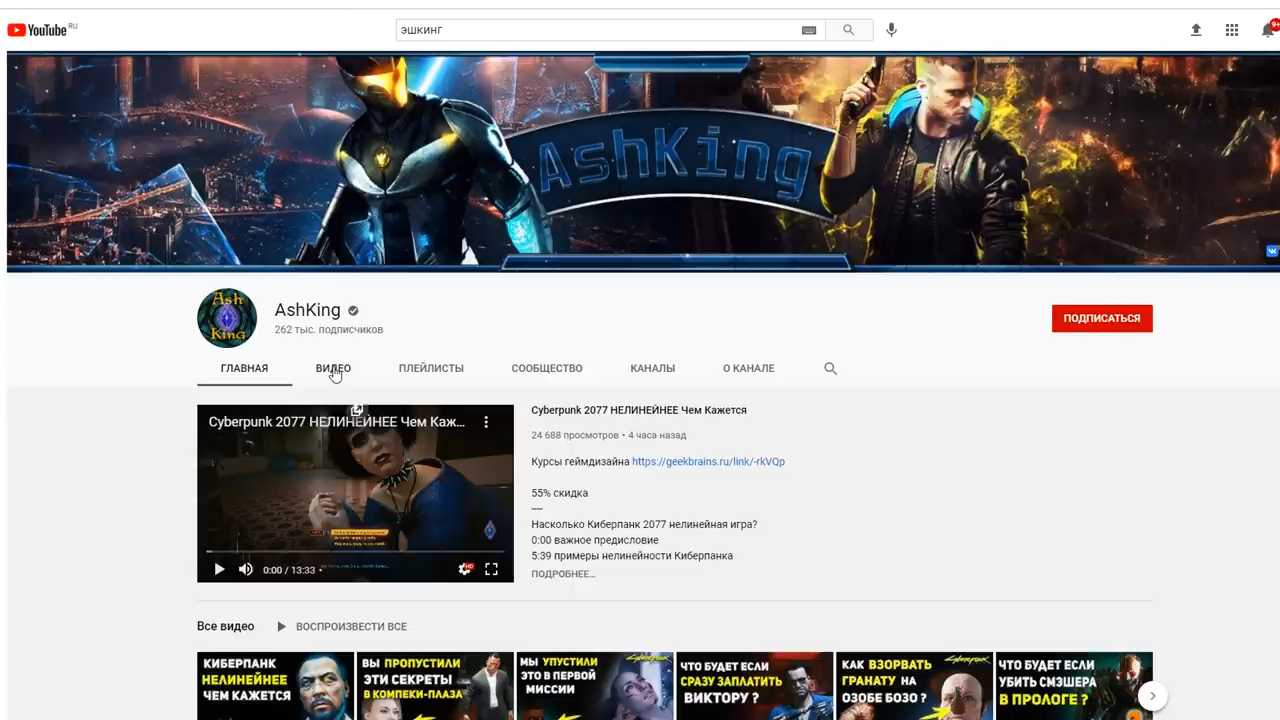 YouTube RU
эшкинг
9+
AshKing
Ash
King
AshKing
262 тыс. подписчиков
ПОДПИСАТЬСЯ
ГЛАВНАЯ
ВИДЕО
ПЛЕЙЛИСТЫ
СООБЩЕСТВО
КАНАЛЫ
О КАНАЛЕ
Cyberpunk 2077 НЕЛИНЕЙНЕЕ Чем Каж...
0:00 / 13:33
HD
Cyberpunk 2077 НЕЛИНЕЙНЕЕ Чем Кажется
24 688 просмотров • 4 часа назад
Курсы геймдизайна https://geekbrains.ru/link/-rkVQp
55% скидка
----
Насколько Киберпанк 2077 нелинейная игра?
0:00 важное предисловие
5:39 примеры нелинейности Киберпанка
ПОДРОБНЕЕ...
Все видео
ВОСПРОИЗВЕСТИ ВСЕ
КИБЕРПАНК
НЕЛИНЕЙНЕЕ
ЧЕМ КАЖЕТСЯ
ВЫ ПРОПУСТИЛИ
ЭТИ СЕКРЕТЫ
В КОМПЕКИ-ПЛАЗА
МЫ УПУСТИЛИ
ЭТО В ПЕРВОЙ
МИССИИ
ЧТО БУДЕТ ЕСЛИ
СРАЗУ ЗАПЛАТИТЬ
ВИКТОРУ ?
КАК ВЗОРВАТЬ
ГРАНАТУ НА
ОЗОБЕ БОЗО ?
ЧТО БУДЕТ ЕСЛИ
УБИТЬ СМЭШЕРА
В ПРОЛОГЕ ?